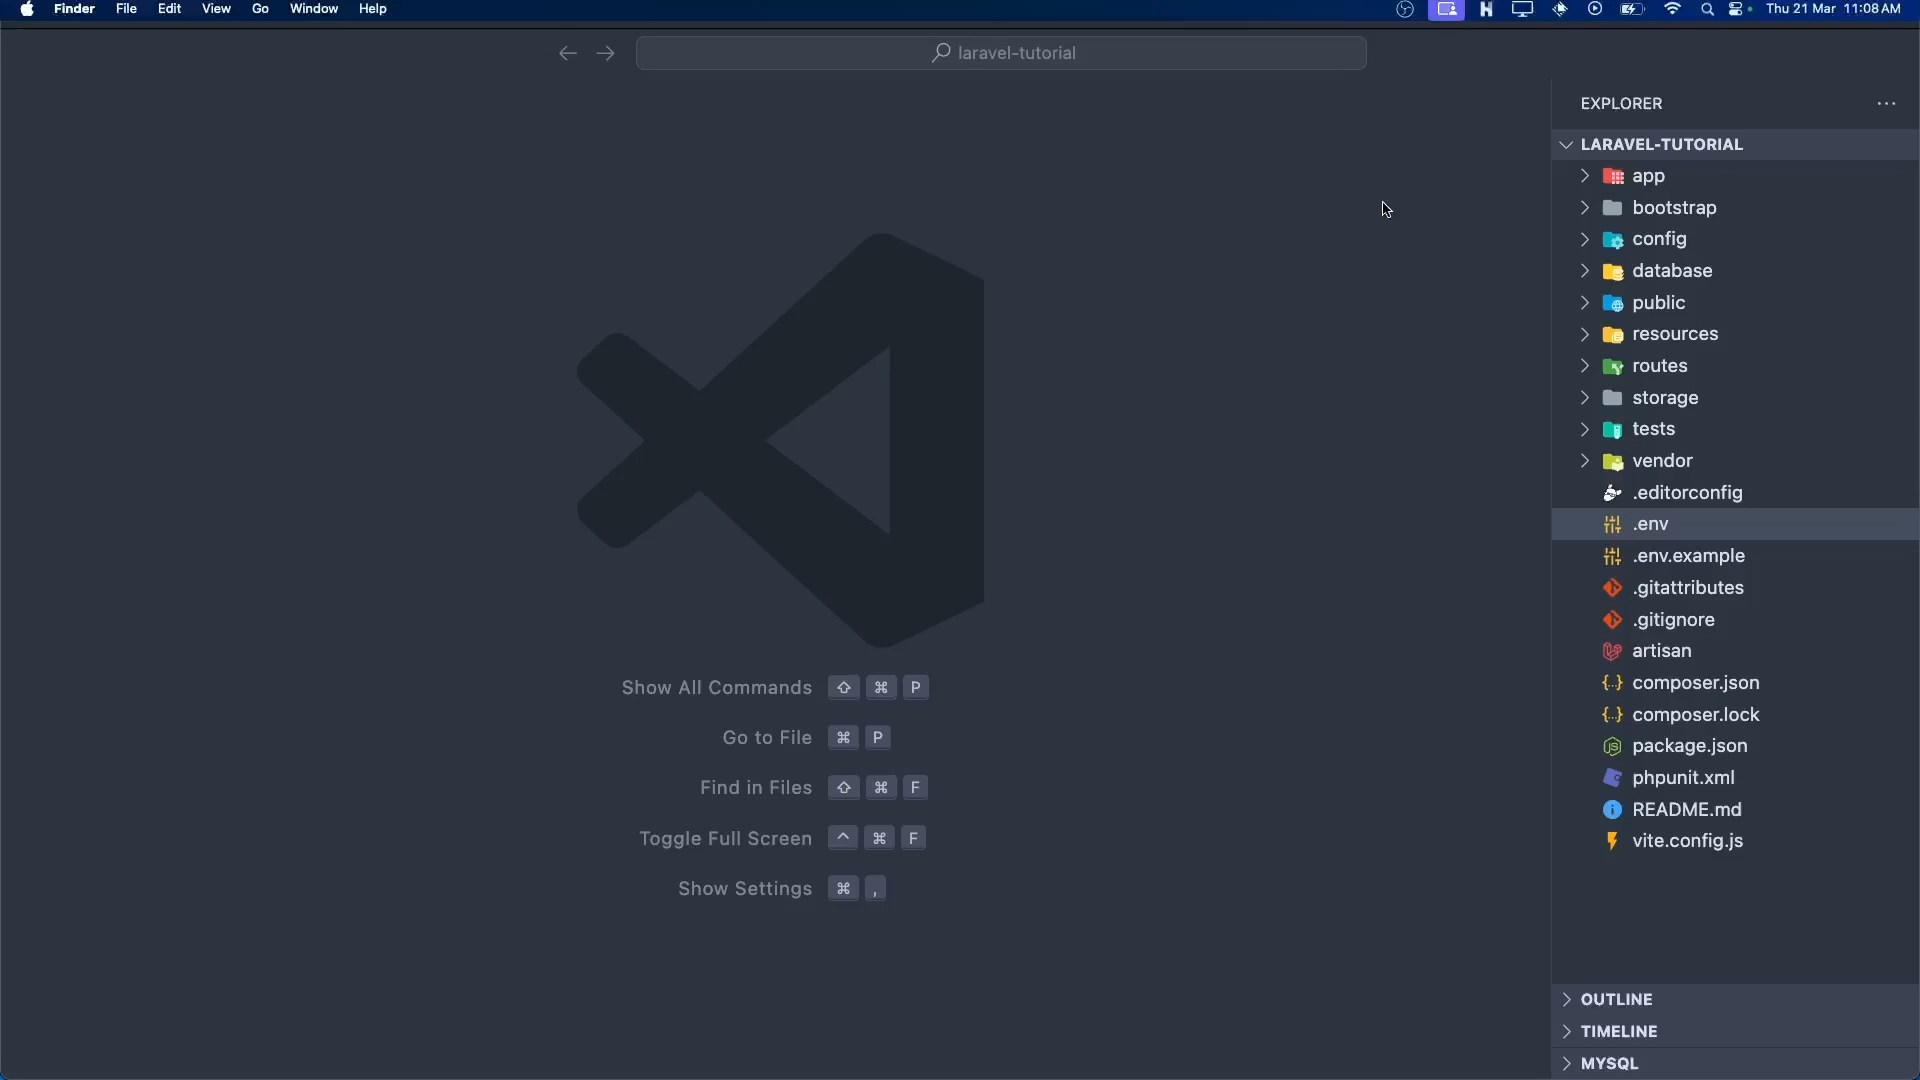 Finder File Edit View Go Window Help Thu 21 Mar 11:08 AM
laravel-tutorial
EXPLORER
LARAVEL-TUTORIAL
app
bootstrap
config
database
public
resources
routes
storage
tests
vendor
.editorconfig
.env
.env.example
.gitattributes
.gitignore
artisan
composer.json
composer.lock
package.json
phpunit.xml
README.md
vite.config.js
Show All Commands ⇧ ⌘ P
Go to File ⌘ P
Find in Files ⇧ ⌘ F
Toggle Full Screen ^ ⌘ F
Show Settings ⌘ ,
OUTLINE
TIMELINE
MYSQL